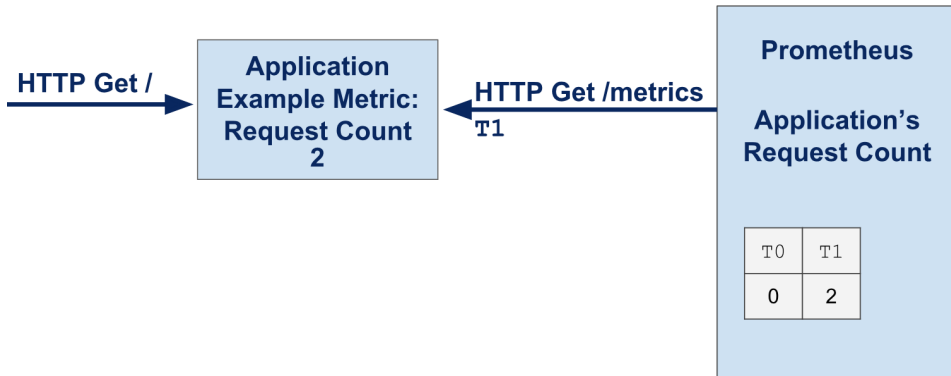 HTTP Get /
Application
Example Metric:
Request Count
2
HTTP Get /metrics
T1
Prometheus
Application's
Request Count
T0 T1
0 2